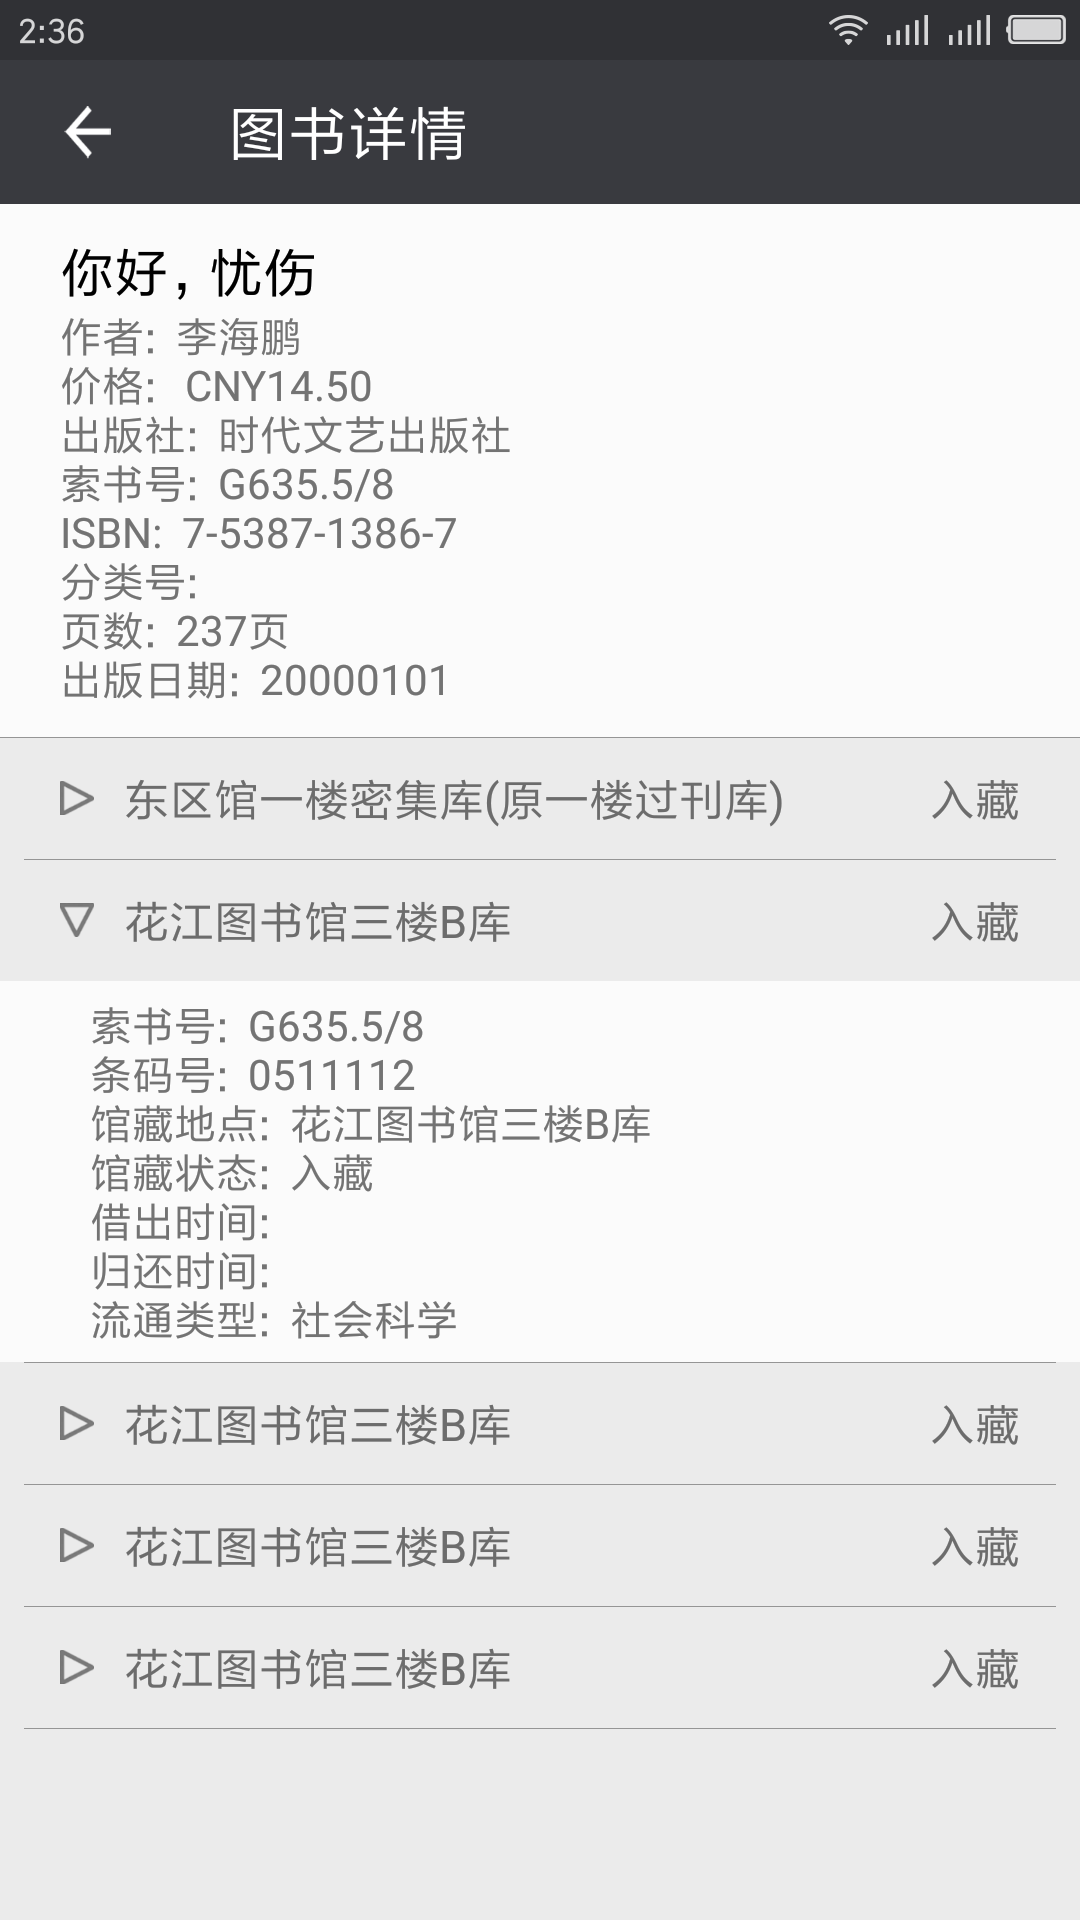 2:36
图书详情
你好, 忧伤
作者: 李海鹏
价格: CNY14.50
出版社: 时代文艺出版社
索书号: G635.5/8
ISBN: 7-5387-1386-7
分类号:
页数: 237页
出版日期: 20000101
东区馆一楼密集库(原一楼过刊库) 入藏
花江图书馆三楼B库 入藏
索书号: G635.5/8
条码号: 0511112
馆藏地点: 花江图书馆三楼B库
馆藏状态: 入藏
借出时间:
归还时间:
流通类型: 社会科学
花江图书馆三楼B库 入藏
花江图书馆三楼B库 入藏
花江图书馆三楼B库 入藏